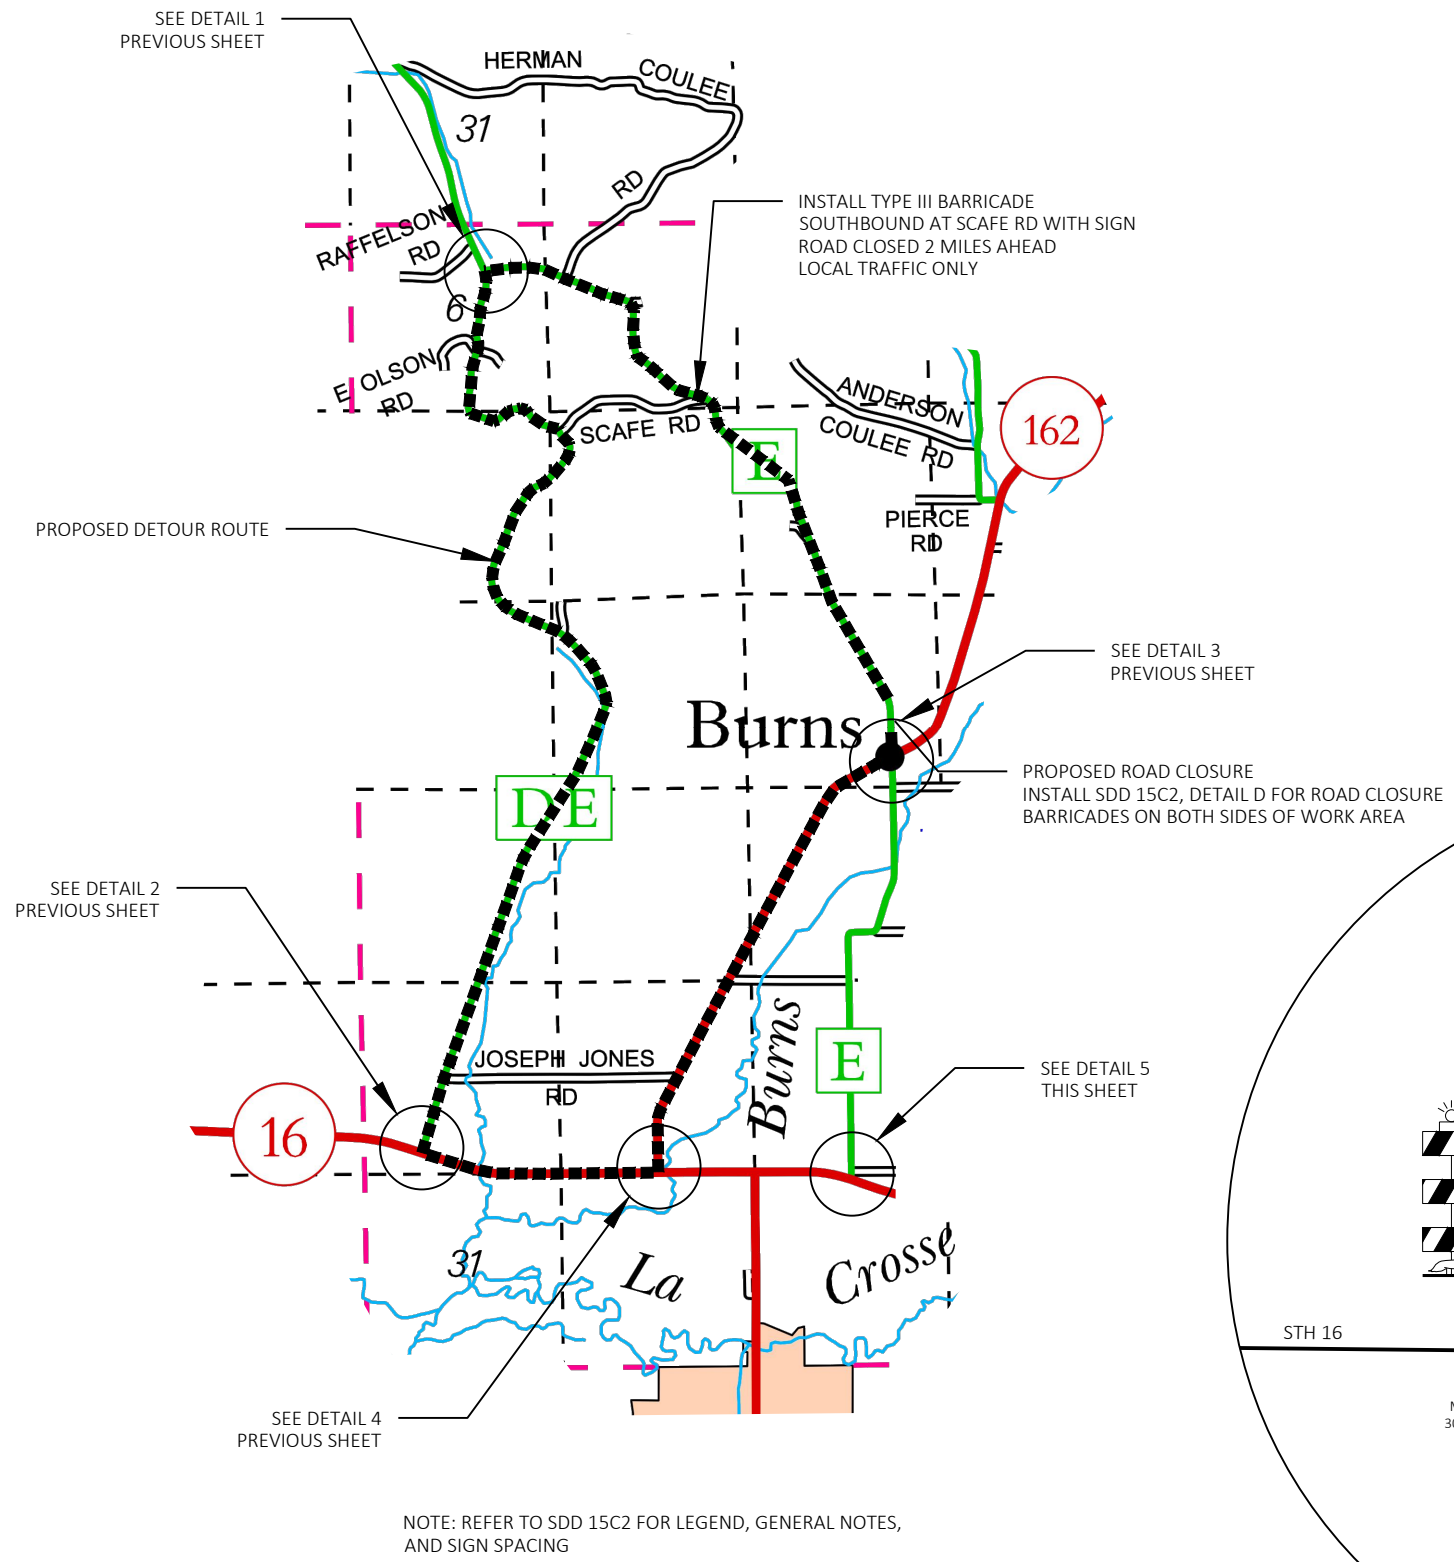 SEE DETAIL 1
PREVIOUS SHEET
HERMAN
COULEE
RD
31
RAFFELSON
RD
6
INSTALL TYPE III BARRICADE
SOUTHBOUND AT SCAFE RD WITH SIGN
ROAD CLOSED 2 MILES AHEAD
LOCAL TRAFFIC ONLY
E OLSON
RD
SCAFE RD
E
ANDERSON
COULEE RD
162
PIERCE
RD
PROPOSED DETOUR ROUTE
SEE DETAIL 3
PREVIOUS SHEET
Burns
PROPOSED ROAD CLOSURE
INSTALL SDD 15C2, DETAIL D FOR ROAD CLOSURE
BARRICADES ON BOTH SIDES OF WORK AREA
DE
SEE DETAIL 2
PREVIOUS SHEET
JOSEPH JONES
RD
Burns
E
SEE DETAIL 5
THIS SHEET
16
31
La Crosse
STH 16
SEE DETAIL 4
PREVIOUS SHEET
NOTE: REFER TO SDD 15C2 FOR LEGEND, GENERAL NOTES,
AND SIGN SPACING